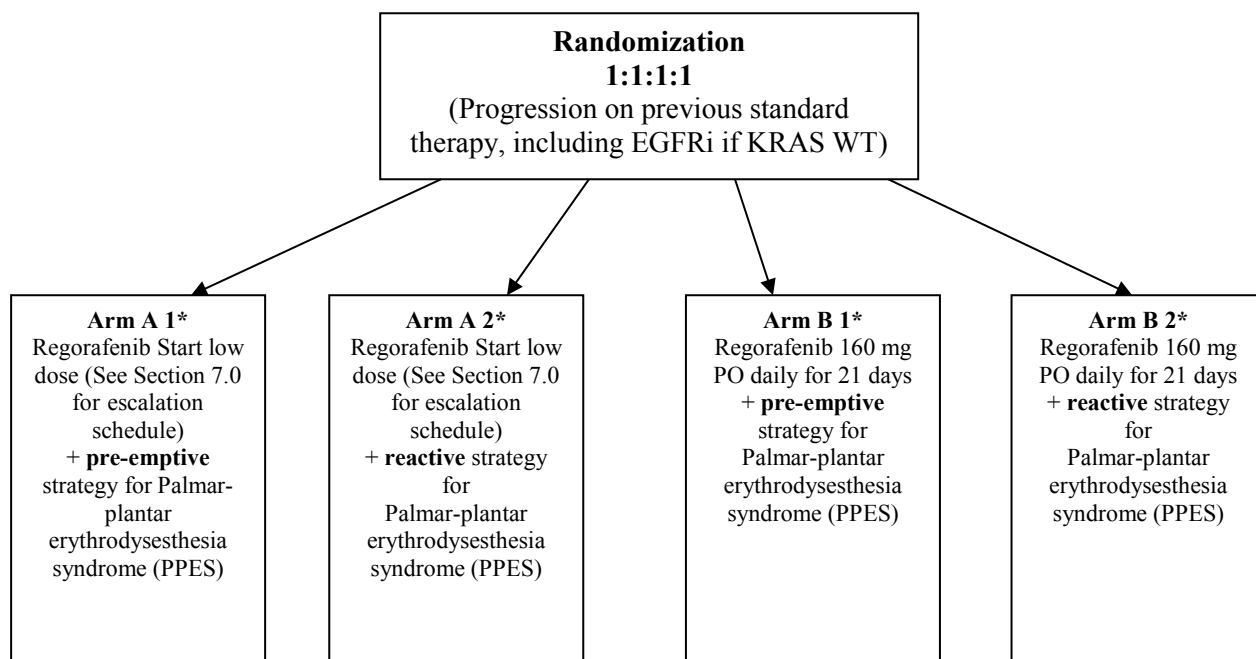 Randomization
1:1:1:1
(Progression on previous standard
therapy, including EGFRi if KRAS WT)
Arm A 1*
Regorafenib Start low
dose (See Section 7.0
for escalation
schedule)
+ pre-emptive
strategy for Palmar-
plantar
erythrodysesthesia
syndrome (PPES)
Arm A 2*
Regorafenib Start low
dose (See Section 7.0
for escalation
schedule)
+ reactive strategy
for
Palmar-plantar
erythrodysesthesia
syndrome (PPES)
Arm B 1*
Regorafenib 160 mg
PO daily for 21 days
+ pre-emptive
strategy for
Palmar-plantar
erythrodysesthesia
syndrome (PPES)
Arm B 2*
Regorafenib 160 mg
PO daily for 21 days
+ reactive strategy
for
Palmar-plantar
erythrodysesthesia
syndrome (PPES)